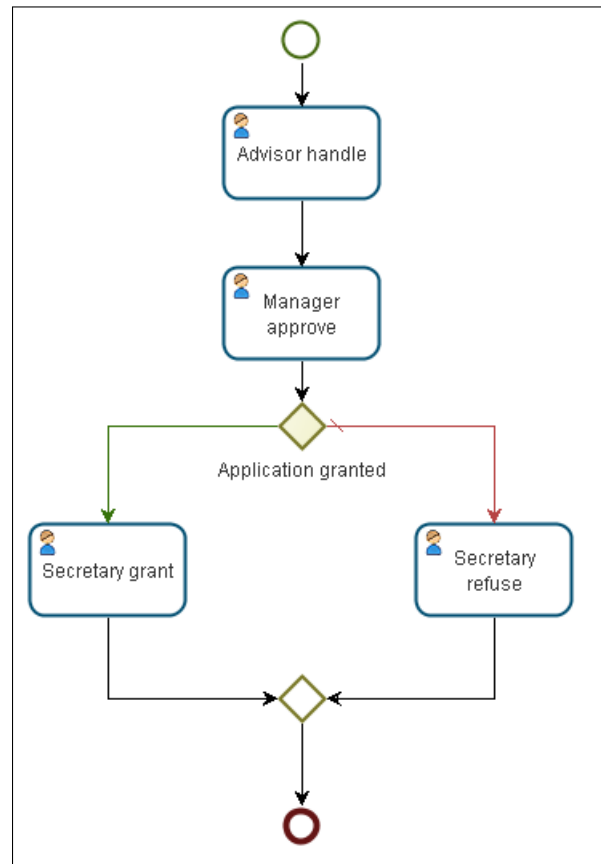 Advisor handle
Manager
approve
Application granted
Secretary grant
Secretary
refuse